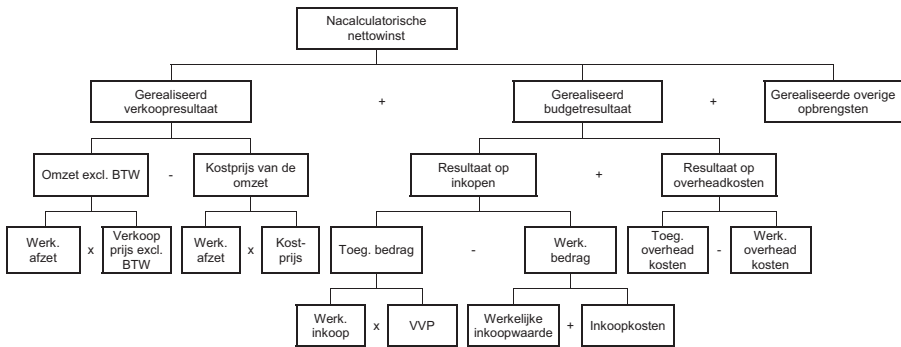 Nacalculatorische
nettowinst
Gerealiseerd
verkoopresultaat
+
Gerealiseerd
budgetresultaat
+
Gerealiseerde overige
opbrengsten
Omzet excl. BTW
-
Kostprijs van de
omzet
Resultaat op
inkopen
+
Resultaat op
overheadkosten
Werk.
afzet
x
Verkoop
prijs excl.
BTW
Werk.
afzet
x
Kost-
prijs
Toeg. bedrag
-
Werk.
bedrag
Toeg.
overhead
kosten
-
Werk.
overhead
kosten
Werk.
inkoop
x
VVP
Werkelijke
inkoopwaarde
+
Inkoopkosten